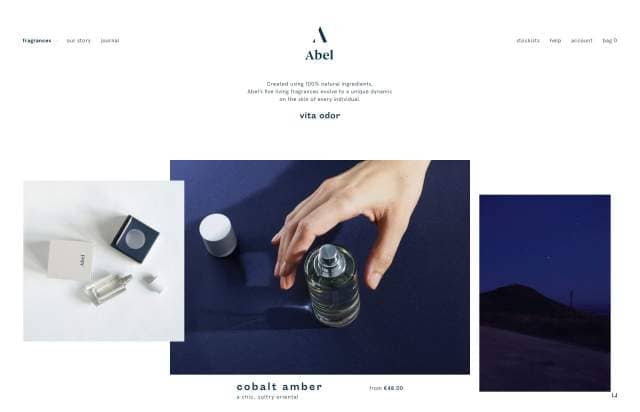 fragrances
our story
journal
Abel
stockists
help
account
bag 0
Created using 100% natural ingredients,
Abel's five living fragrances evolve to a unique dynamic
on the skin of every individual.
vita odor
Abel
cobalt amber
a chic, sultry oriental
from €48.00